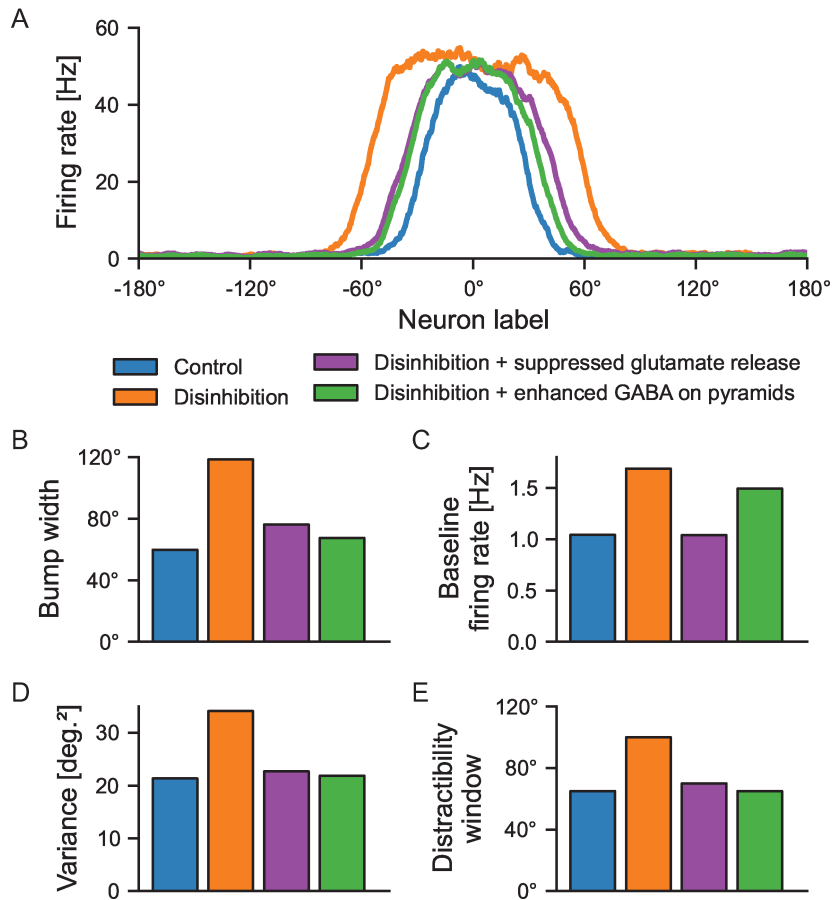 A
60
40
20
0
Firing rate [Hz]
-180°
-120°
-60°
0°
60°
120°
180°
Neuron label
Control
Disinhibition
Disinhibition + suppressed glutamate release
Disinhibition + enhanced GABA on pyramids
B
120°
80°
40°
0°
Bump width
C
1.5
1.0
0.5
0.0
Baseline
firing rate [Hz]
D
30
20
10
0
Variance [deg.²]
E
120°
80°
40°
0°
Distractibility
window